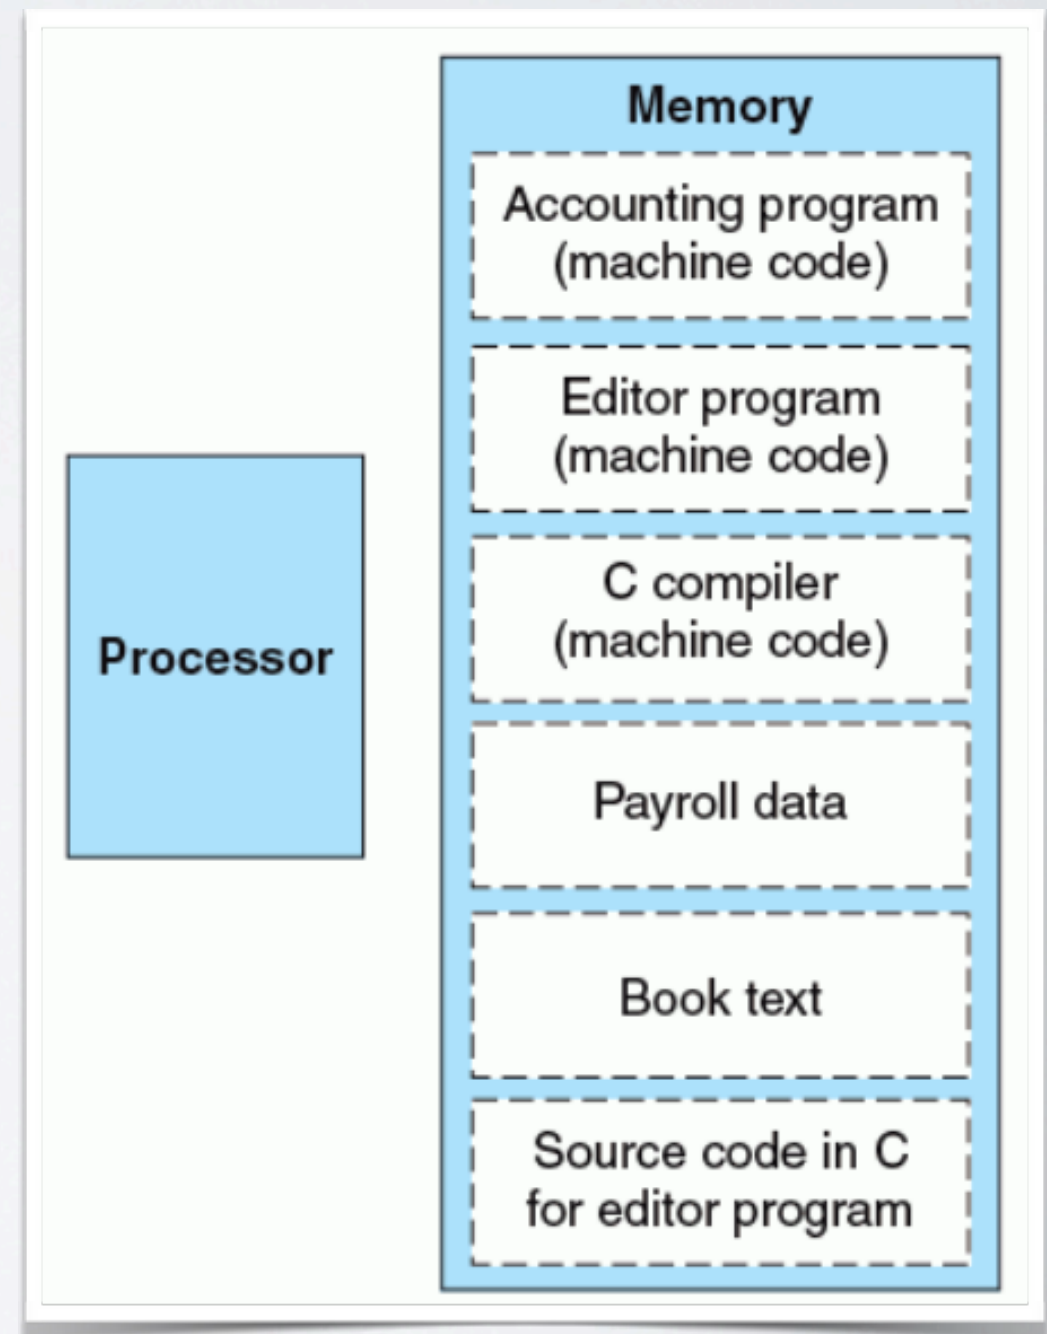 Memory
Accounting program
(machine code)
Editor program
(machine code)
C compiler
(machine code)
Processor
Payroll data
Book text
Source code in C
for editor program